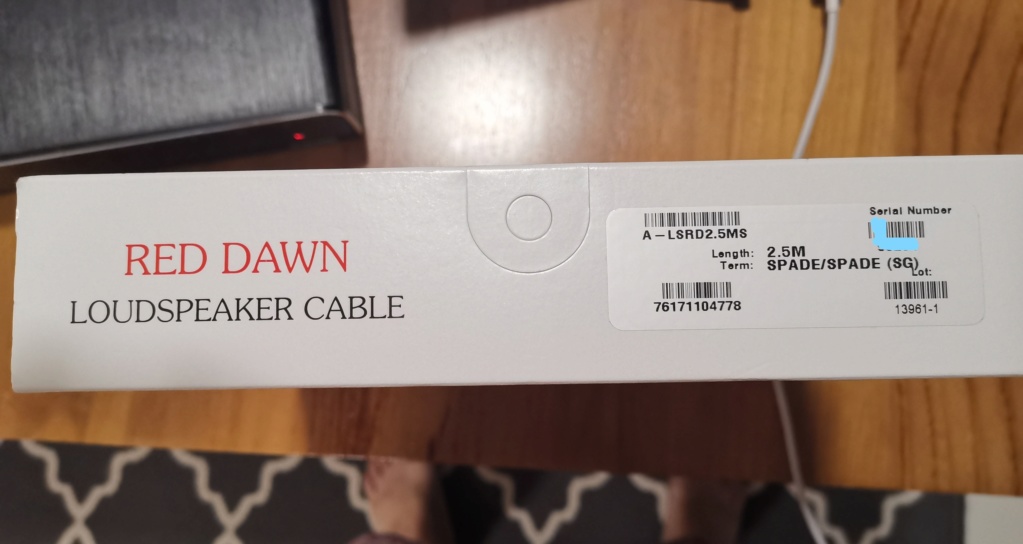 RED DAWN
LOUDSPEAKER CABLE
A-LSRD2.5MS
Serial Number
Length: 2.5M
Term: SPADE/SPADE (SG)
Lot:
76171104778
13961-1